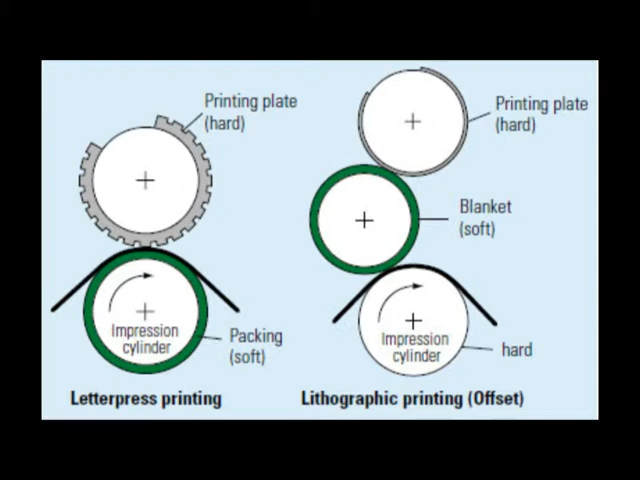 Printing plate
(hard)
Impression
cylinder
Packing
(soft)
Letterpress printing
Printing plate
(hard)
Blanket
(soft)
Impression
cylinder
hard
Lithographic printing (Offset)